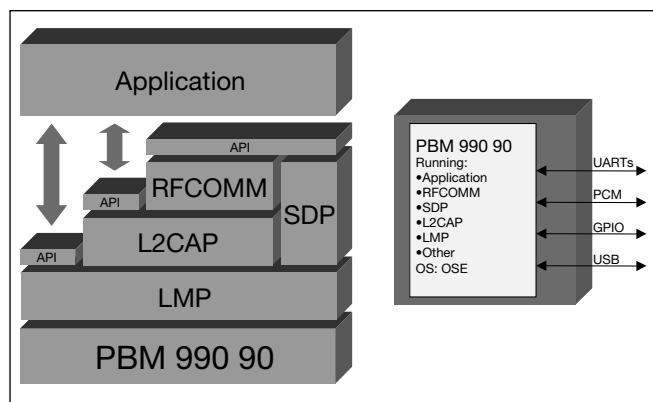 Application
API
RFCOMM
API
SDP
L2CAP
API
LMP
PBM 990 90
PBM 990 90
Running:
•Application
•RFCOMM
•SDP
•L2CAP
•LMP
•Other
OS: OSE
UARTs
PCM
GPIO
USB